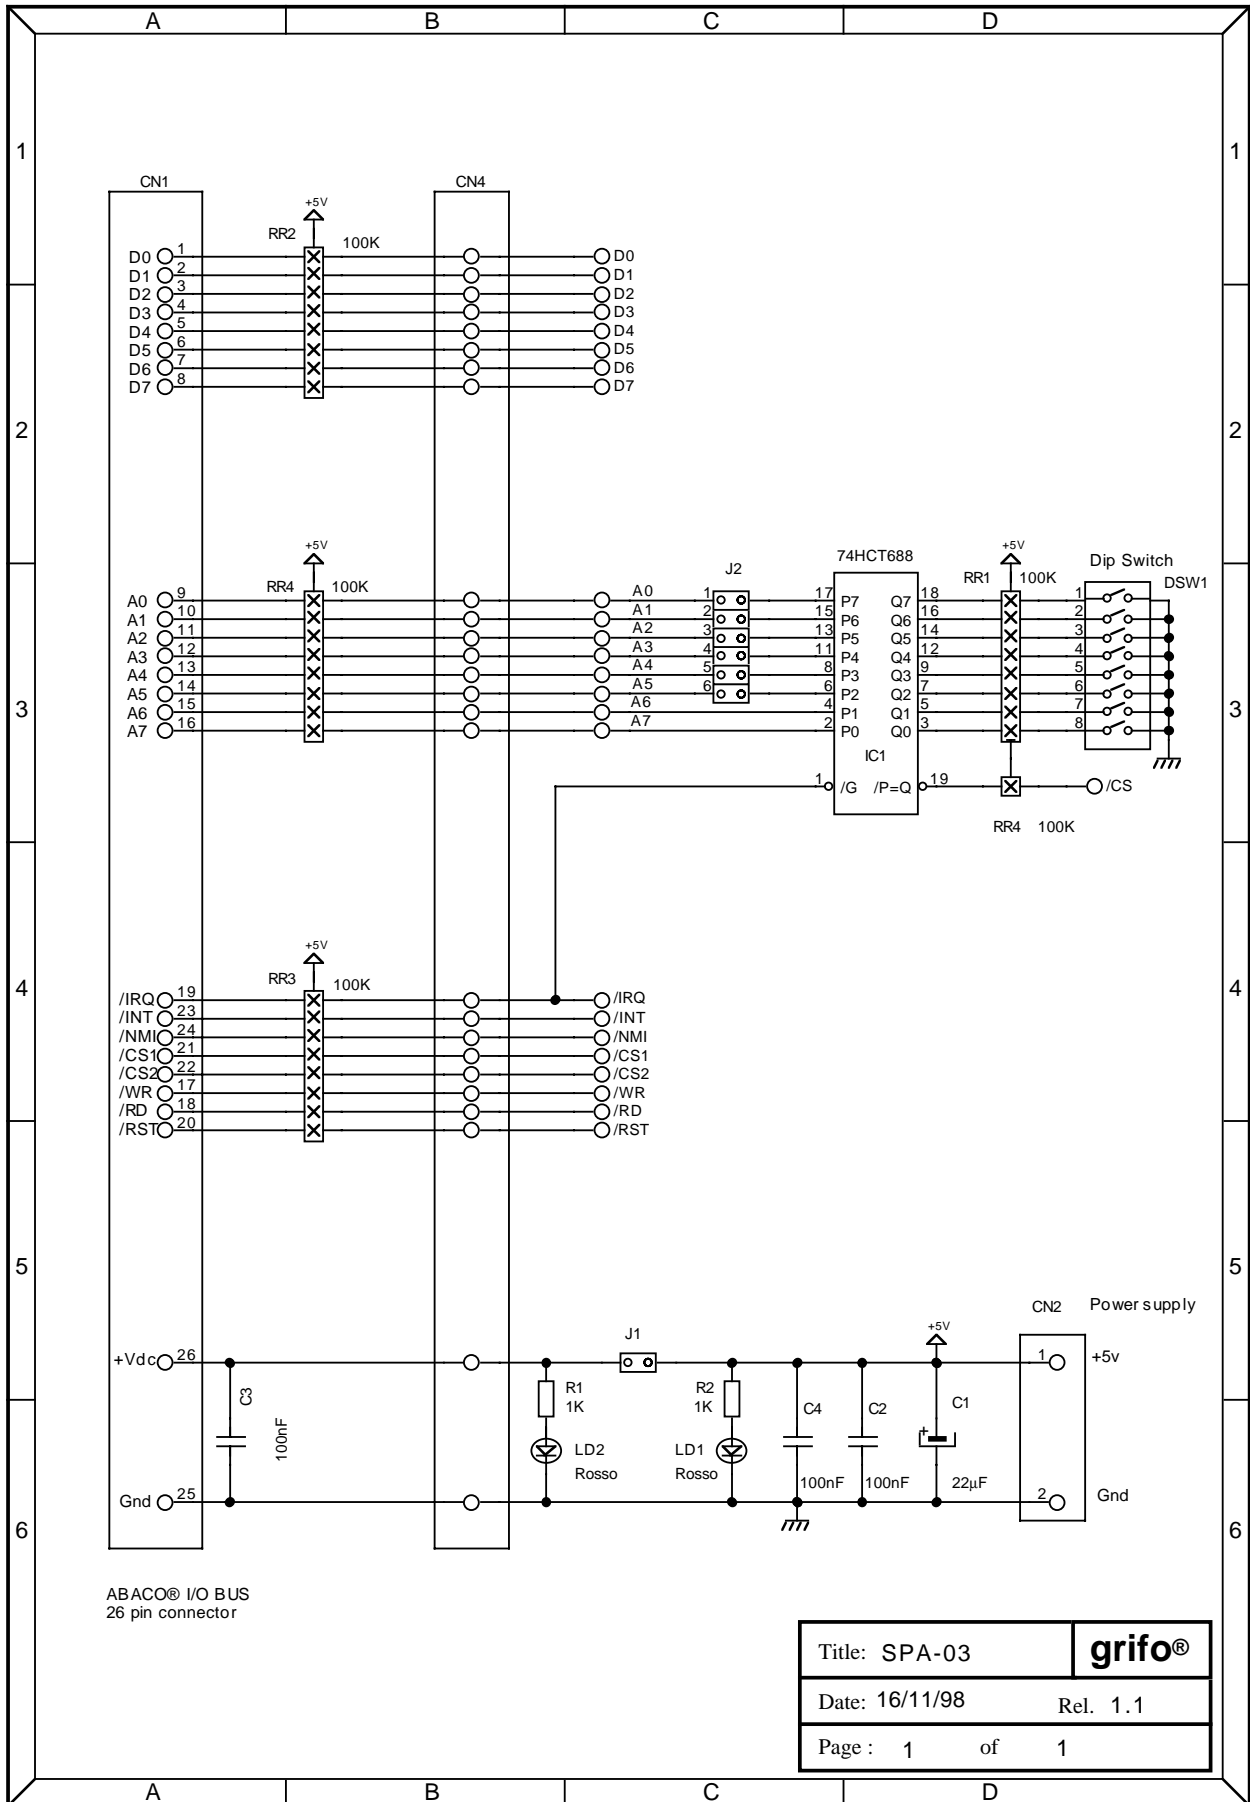 A B C D
1 1
CN1 CN4
+5V
RR2 100K
D0 1 D0
D1 2 D1
D2 3 D2
D3 4 D3
D4 5 D4
D5 6 D5
D6 7 D6
D7 8 D7
2 2
+5V 74HCT688 +5V Dip Switch
RR4 100K J2 RR1 100K DSW1
A0 9 A0 1 17 P7 Q7 18 1
A1 10 A1 2 15 P6 Q6 16 2
A2 11 A2 3 13 P5 Q5 14 3
A3 12 A3 4 11 P4 Q4 12 4
A4 13 A4 5 8 P3 Q3 9 5
A5 14 A5 6 6 P2 Q2 7 6
A6 15 A6 4 P1 Q1 5 7
A7 16 A7 2 P0 Q0 3 8
3 3
IC1
1 /G /P=Q 19 /CS
RR4 100K
+5V
RR3 100K
4 4
/IRQ 19 /IRQ
/INT 23 /INT
/NMI 24 /NMI
/CS1 21 /CS1
/CS2 22 /CS2
/WR 17 /WR
/RD 18 /RD
/RST 20 /RST
5 5
CN2 Power supply
J1 +5V
+Vdc 26 1 +5v
C3 100nF
R1 1K
R2 1K
C4 C2 C1
+
LD2 Rosso
LD1 Rosso
100nF 100nF 22µF
Gnd 25 2 Gnd
6 6
ABACO® I/O BUS
26 pin connector
Title: SPA-03 grifo®
Date: 16/11/98 Rel. 1.1
Page : 1 of 1
A B C D